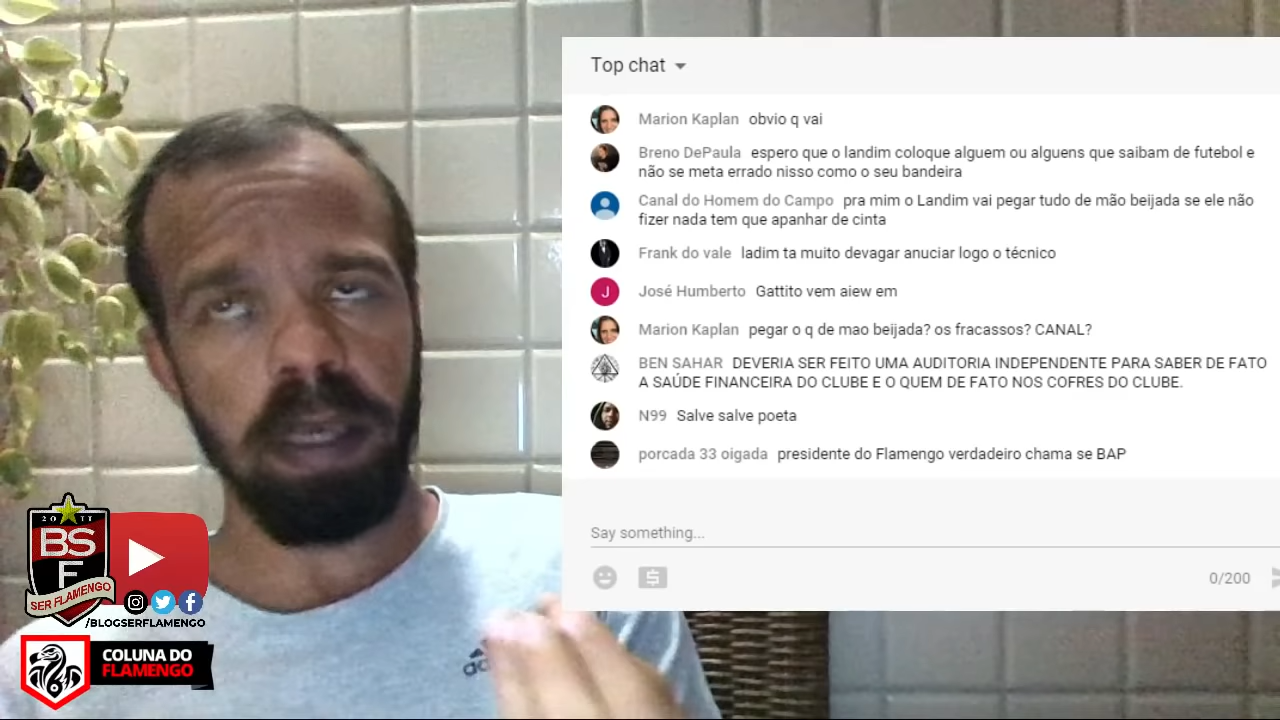 Top chat
Marion Kaplan obvio q vai
Breno DePaula espero que o landim coloque alguem ou alguens que saibam de futebol e
não se meta errado nisso como o seu bandeira
Canal do Homem do Campo pra mim o Landim vai pegar tudo de mão beijada se ele não
fizer nada tem que apanhar de cinta
Frank do vale ladim ta muito devagar anuciar logo o técnico
J
José Humberto Gattito vem aiew em
Marion Kaplan pegar o q de mao beijada? os fracassos? CANAL?
BEN SAHAR DEVERIA SER FEITO UMA AUDITORIA INDEPENDENTE PARA SABER DE FATO
A SAÚDE FINANCEIRA DO CLUBE E O QUEM DE FATO NOS COFRES DO CLUBE.
N99 Salve salve poeta
porcada 33 oigada presidente do Flamengo verdadeiro chama se BAP
Say something...
0/200
2011
BS
F
SER FLAMENGO
/BLOGSERFLAMENGO
COLUNA DO
FLAMENGO
adidas